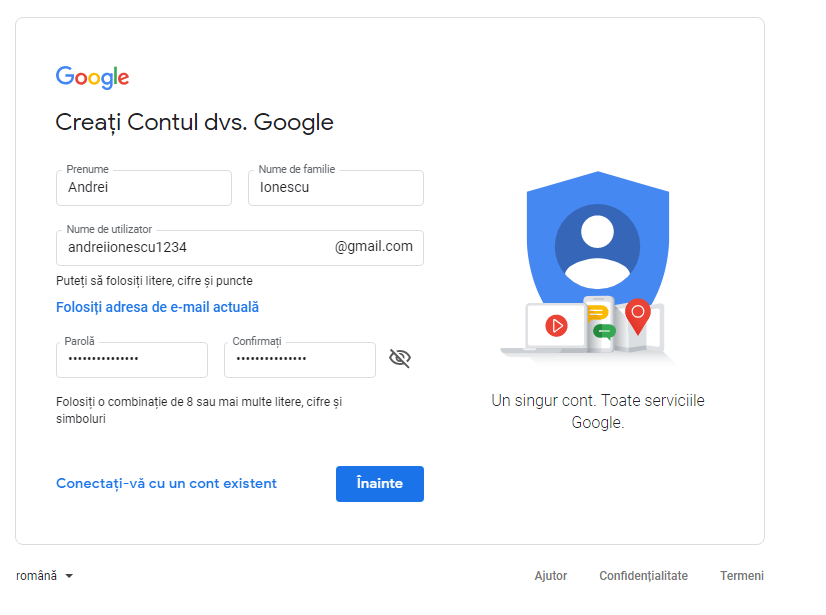 Google
Creați Contul dvs. Google
Prenume
Andrei
Nume de familie
Ionescu
Nume de utilizator
andreiionescu1234
@gmail.com
Puteți să folosiți litere, cifre și puncte
Folosiți adresa de e-mail actuală
Parolă
•••••••••••••••
Confirmați
•••••••••••••••
Folosiți o combinație de 8 sau mai multe litere, cifre și
simboluri
Conectați-vă cu un cont existent
Înainte
Un singur cont. Toate serviciile
Google.
română
Ajutor
Confidențialitate
Termeni